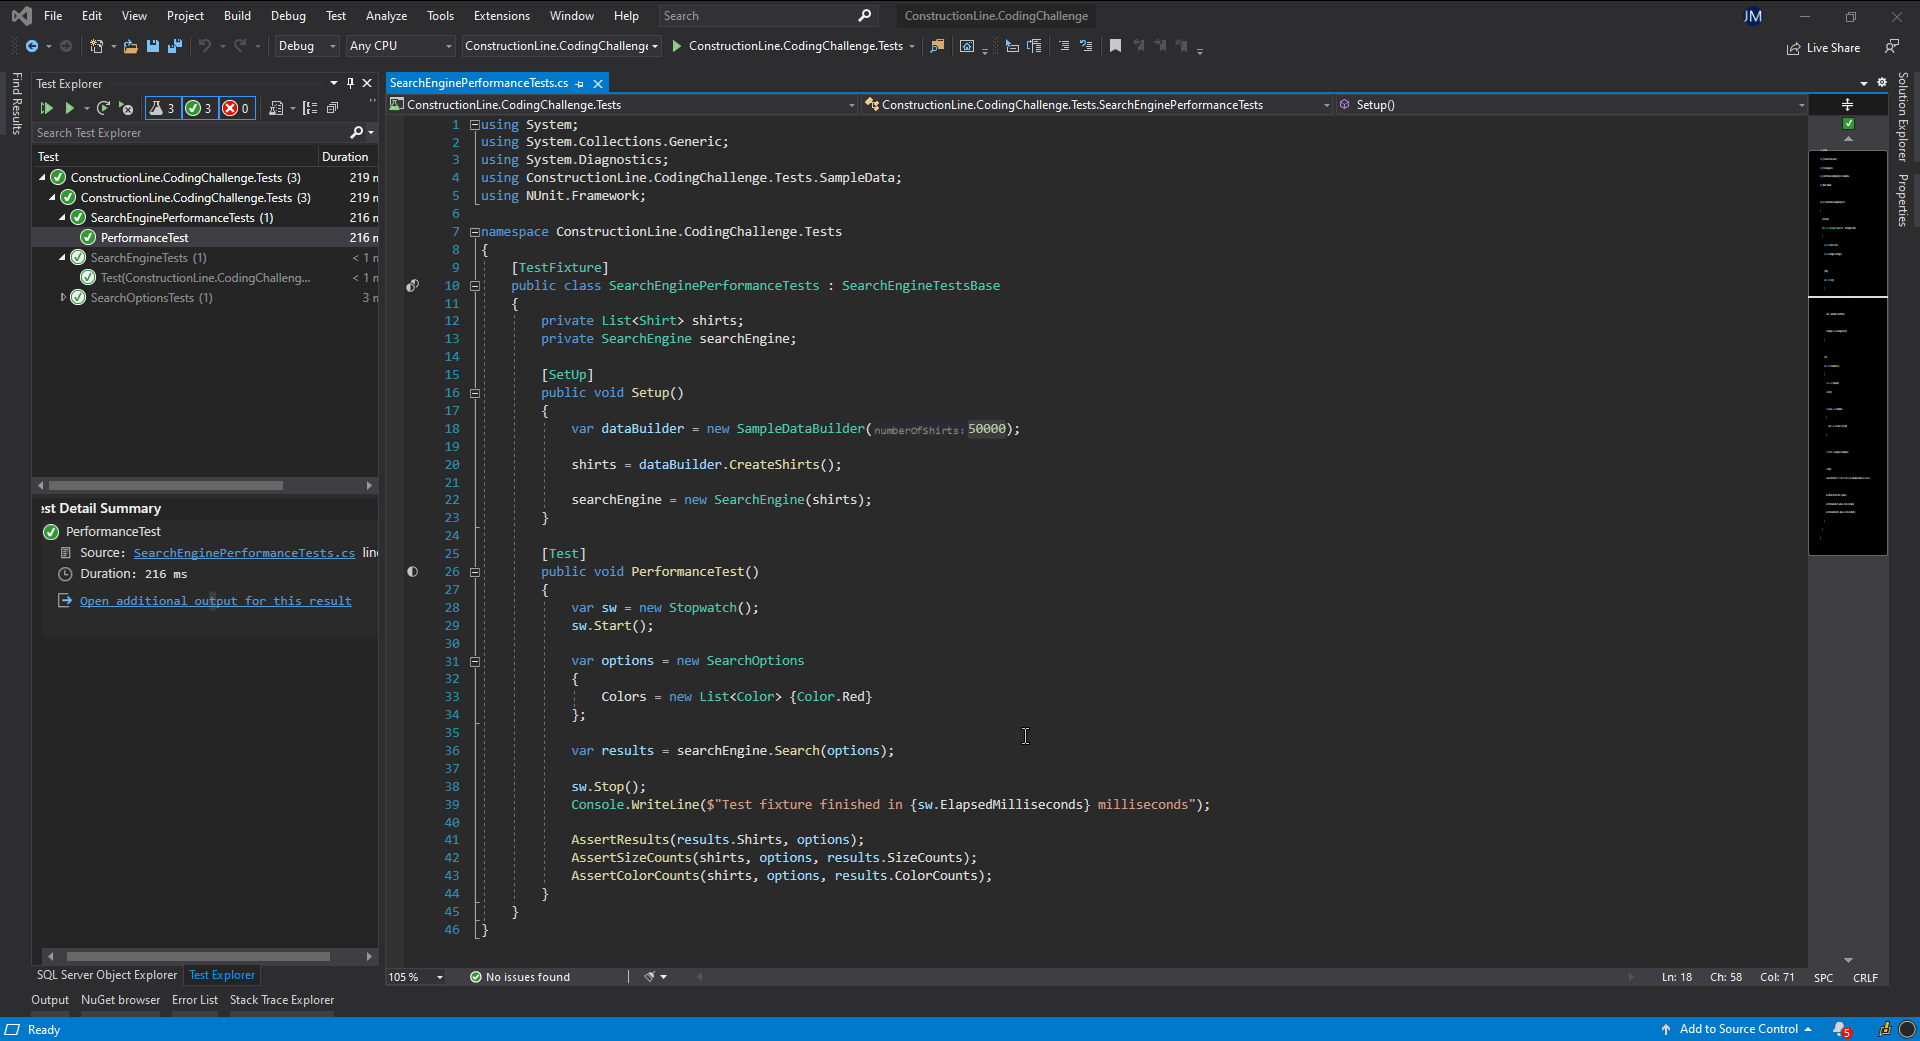 File Edit View Project Build Debug Test Analyze Tools Extensions Window Help Search ConstructionLine.CodingChallenge JM
Debug Any CPU ConstructionLine.CodingChallenge ConstructionLine.CodingChallenge.Tests Live Share
Find Results
Test Explorer
3 3 0
Search Test Explorer
Test Duration
ConstructionLine.CodingChallenge.Tests (3) 219 m
ConstructionLine.CodingChallenge.Tests (3) 219 m
SearchEnginePerformanceTests (1) 216 m
PerformanceTest 216 m
SearchEngineTests (1) < 1 m
Test(ConstructionLine.CodingChalleng... < 1 m
SearchOptionsTests (1) 3 m
est Detail Summary
PerformanceTest
Source: SearchEnginePerformanceTests.cs line
Duration: 216 ms
Open additional output for this result
SQL Server Object Explorer Test Explorer
SearchEnginePerformanceTests.cs
ConstructionLine.CodingChallenge.Tests ConstructionLine.CodingChallenge.Tests.SearchEnginePerformanceTests Setup()
1 using System;
2 using System.Collections.Generic;
3 using System.Diagnostics;
4 using ConstructionLine.CodingChallenge.Tests.SampleData;
5 using NUnit.Framework;
6
7 namespace ConstructionLine.CodingChallenge.Tests
8 {
9 [TestFixture]
10 public class SearchEnginePerformanceTests : SearchEngineTestsBase
11 {
12 private List<Shirt> shirts;
13 private SearchEngine searchEngine;
14
15 [SetUp]
16 public void Setup()
17 {
18 var dataBuilder = new SampleDataBuilder(numberOfShirts: 50000);
19
20 shirts = dataBuilder.CreateShirts();
21
22 searchEngine = new SearchEngine(shirts);
23 }
24
25 [Test]
26 public void PerformanceTest()
27 {
28 var sw = new Stopwatch();
29 sw.Start();
30
31 var options = new SearchOptions
32 {
33 Colors = new List<Color> {Color.Red}
34 };
35
36 var results = searchEngine.Search(options);
37
38 sw.Stop();
39 Console.WriteLine($"Test fixture finished in {sw.ElapsedMilliseconds} milliseconds");
40
41 AssertResults(results.Shirts, options);
42 AssertSizeCounts(shirts, options, results.SizeCounts);
43 AssertColorCounts(shirts, options, results.ColorCounts);
44 }
45 }
46 }
Solution Explorer
Properties
105 % No issues found Ln: 18 Ch: 58 Col: 71 SPC CRLF
Output NuGet browser Error List Stack Trace Explorer
Ready Add to Source Control 5